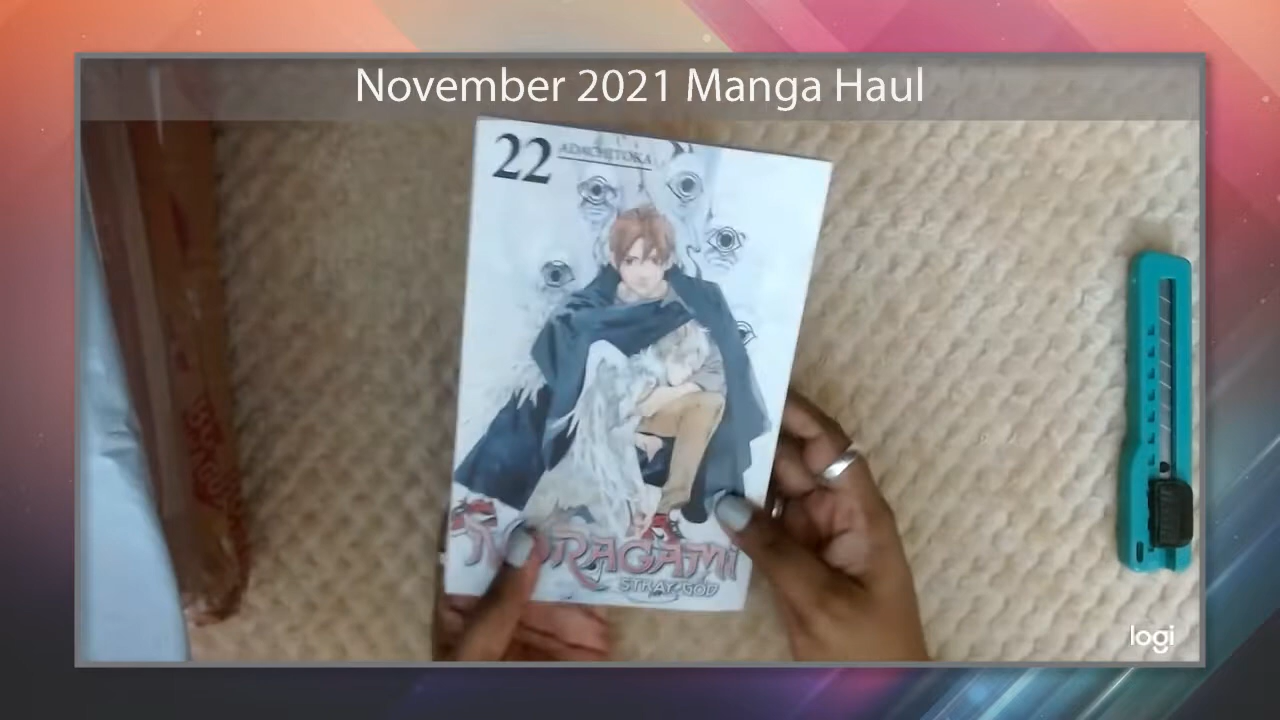 November 2021 Manga Haul
22
ADACHITOKA
NORAGAMI
STRAY GOD
logi